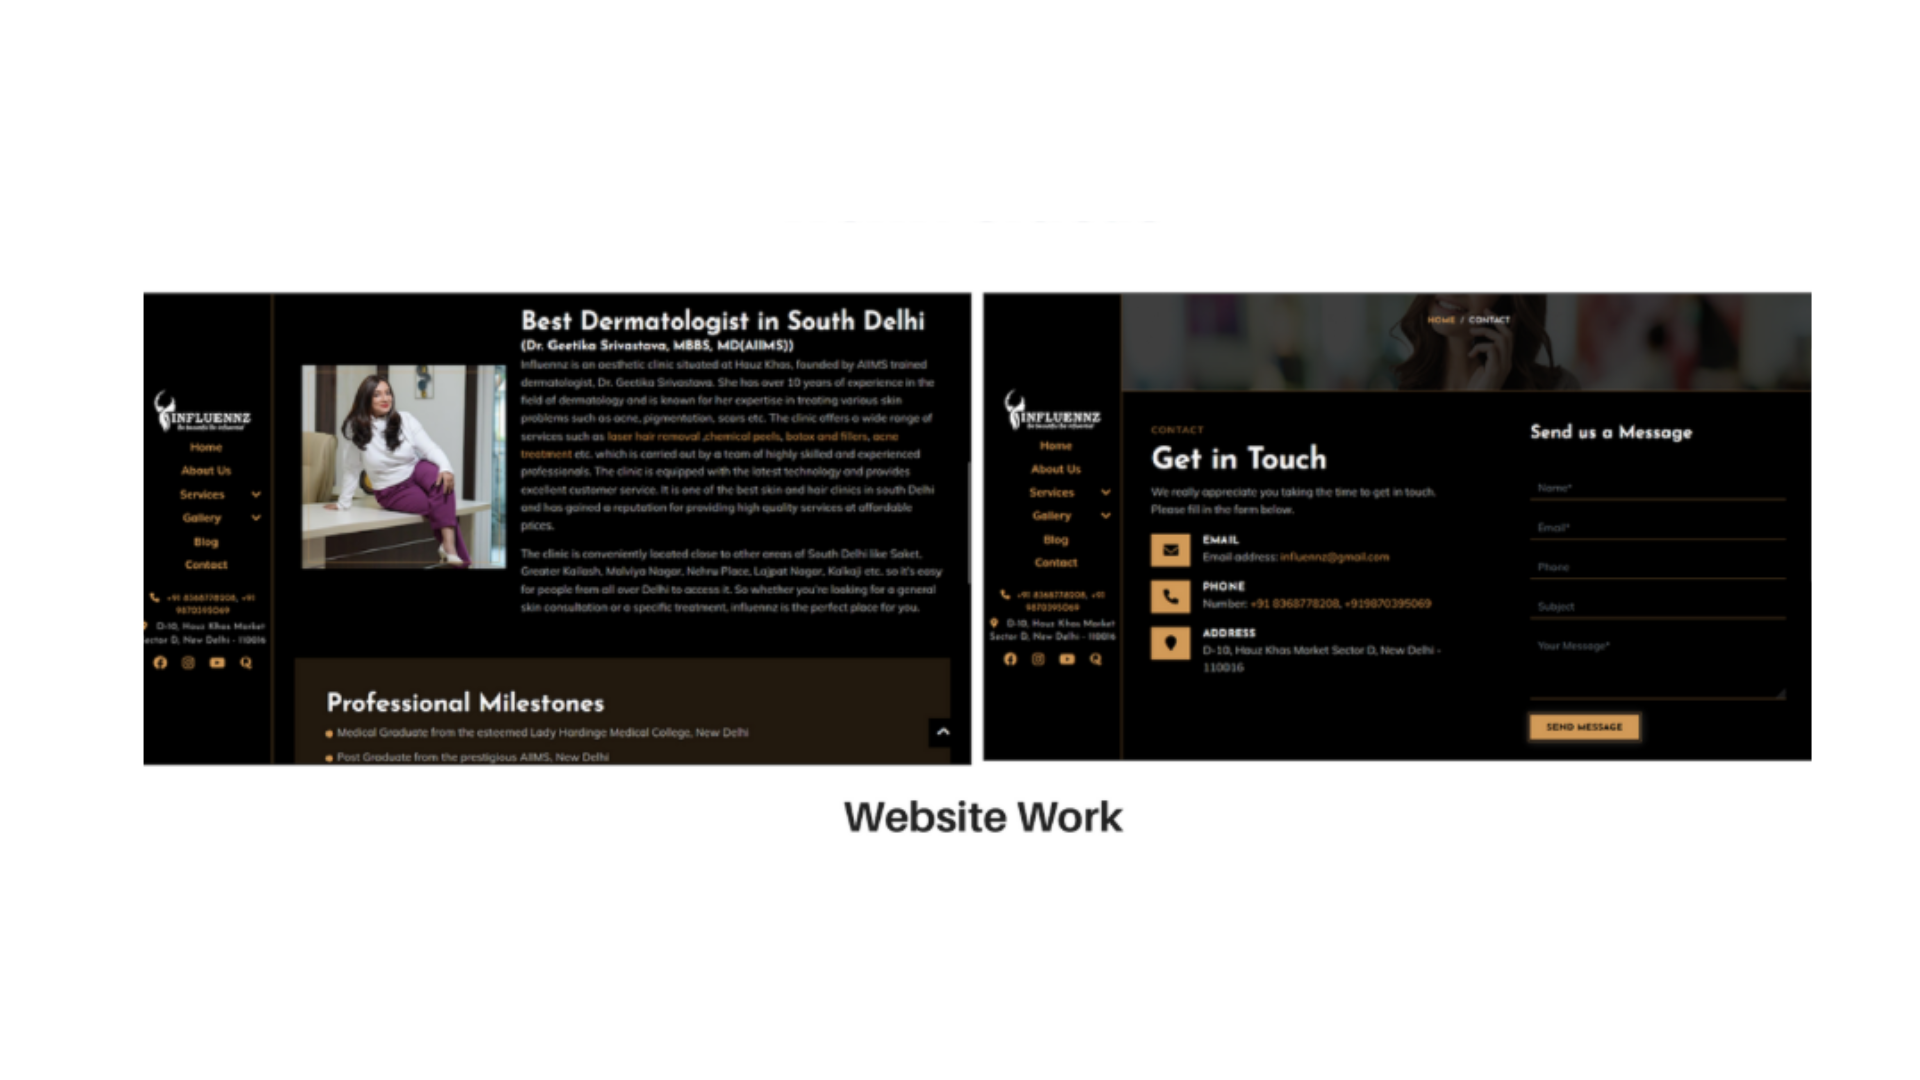 INFLUENNZ
Home
About Us
Services
Gallery
Blog
Contact
+91 8368778208, +91
9870395069
D-10, Hauz Khas Market
ector D, New Delhi - 110016
Best Dermatologist in South Delhi
(Dr. Geetika Srivastava, MBBS, MD(AIIMS))
Influennz is an aesthetic clinic situated at Hauz Khas, founded by AIIMS trained
dermatologist, Dr. Geetika Srivastava. She has over 10 years of experience in the
field of dermatology and is known for her expertise in treating various skin
problems such as acne, pigmentation, scars etc. The clinic offers a wide range of
services such as laser hair removal ,chemical peels, botox and fillers, acne
treatment etc. which is carried out by a team of highly skilled and experienced
professionals. The clinic is equipped with the latest technology and provides
excellent customer service. It is one of the best skin and hair clinics in south Delhi
and has gained a reputation for providing high quality services at affordable
prices.
The clinic is conveniently located close to other areas of South Delhi like Saket,
Greater Kailash, Malviya Nagar, Nehru Place, Lajpat Nagar, Kalkaji etc. so it's easy
for people from all over Delhi to access it. So whether you're looking for a general
skin consultation or a specific treatment, influennz is the perfect place for you.
Professional Milestones
Medical Graduate from the esteemed Lady Hardinge Medical College, New Delhi
Post Graduate from the prestigious AIIMS, New Delhi
INFLUENNZ
Home
About Us
Services
Gallery
Blog
Contact
+91 8368778208, +91
9870395069
D-10, Hauz Khas Market
Sector D, New Delhi - 110016
HOME / CONTACT
CONTACT
Get in Touch
We really appreciate you taking the time to get in touch.
Please fill in the form below.
EMAIL
Email address: influennz@gmail.com
PHONE
Number: +91 8368778208, +919870395069
ADDRESS
D-10, Hauz Khas Market Sector D, New Delhi -
110016
Send us a Message
Name*
Email*
Phone
Subject
Your Message*
SEND MESSAGE
Website Work